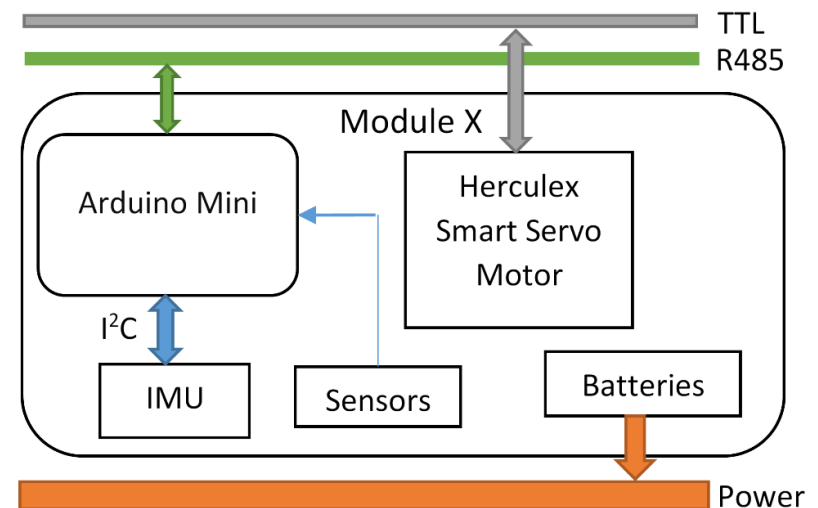 TTL
R485
Module X
Arduino Mini
Herculex
Smart Servo
Motor
I²C
IMU
Sensors
Batteries
Power